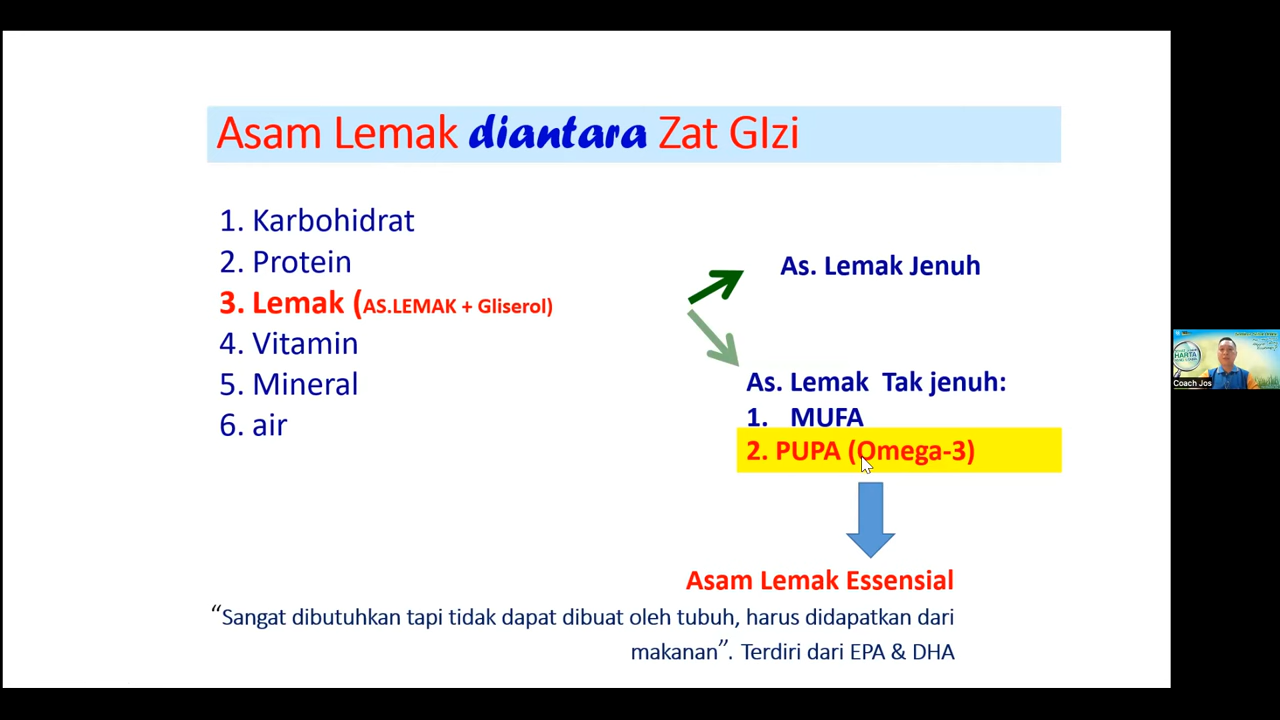 Asam Lemak diantara Zat GIzi
1. Karbohidrat
2. Protein
3. Lemak (AS.LEMAK + Gliserol)
4. Vitamin
5. Mineral
6. air
As. Lemak Jenuh
As. Lemak Tak jenuh:
1. MUFA
2. PUPA (Omega-3)
Asam Lemak Essensial
“Sangat dibutuhkan tapi tidak dapat dibuat oleh tubuh, harus didapatkan dari
makanan”. Terdiri dari EPA & DHA
HARTA
Coach Jos